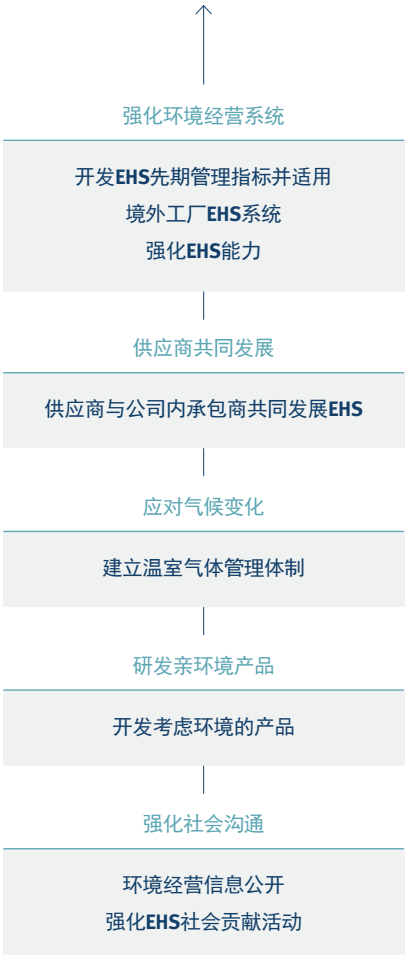 强化环境经营系统
开发EHS先期管理指标并适用
境外工厂EHS系统
强化EHS能力
供应商共同发展
供应商与公司内承包商共同发展EHS
应对气候变化
建立温室气体管理体制
研发亲环境产品
开发考虑环境的产品
强化社会沟通
环境经营信息公开
强化EHS社会贡献活动